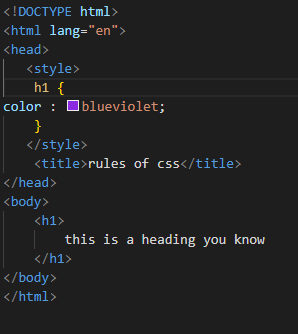 <!DOCTYPE html>
<html lang="en">
<head>
<style>
h1 {
color : blueviolet;
}
</style>
<title>rules of css</title>
</head>
<body>
<h1>
this is a heading you know
</h1>
</body>
</html>